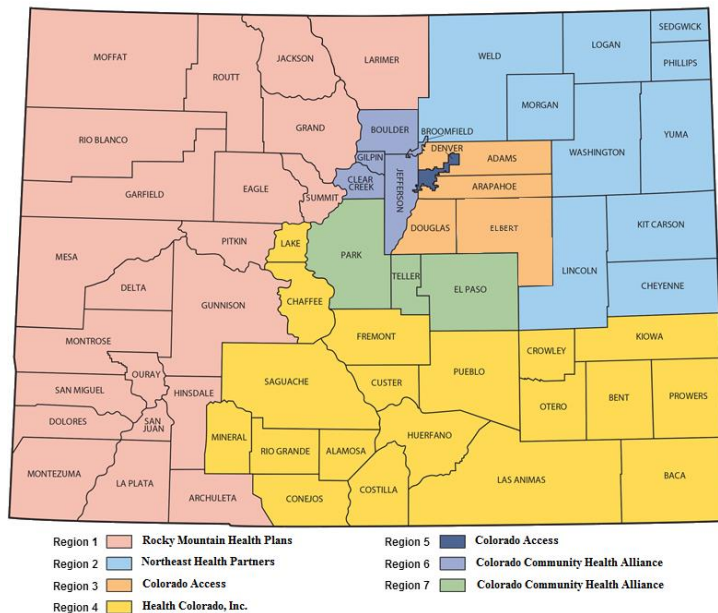 MOFFAT
ROUTT
JACKSON
LARIMER
WELD
LOGAN
SEDGWICK
PHILLIPS
MORGAN
RIO BLANCO
GRAND
BOULDER
BROOMFIELD
GILPIN
DENVER
ADAMS
WASHINGTON
YUMA
CLEAR
CREEK
JEFFERSON
ARAPAHOE
GARFIELD
EAGLE
SUMMIT
DOUGLAS
ELBERT
KIT CARSON
MESA
PITKIN
LAKE
PARK
LINCOLN
DELTA
TELLER
EL PASO
CHEYENNE
GUNNISON
CHAFFEE
MONTROSE
FREMONT
CROWLEY
KIOWA
OURAY
SAN MIGUEL
HINSDALE
SAGUACHE
CUSTER
PUEBLO
OTERO
BENT
PROWERS
DOLORES
SAN
JUAN
MINERAL
RIO GRANDE
ALAMOSA
HUERFANO
MONTEZUMA
LA PLATA
ARCHULETA
CONEJOS
COSTILLA
LAS ANIMAS
BACA
Region 1 Rocky Mountain Health Plans
Region 2 Northeast Health Partners
Region 3 Colorado Access
Region 4 Health Colorado, Inc.
Region 5 Colorado Access
Region 6 Colorado Community Health Alliance
Region 7 Colorado Community Health Alliance